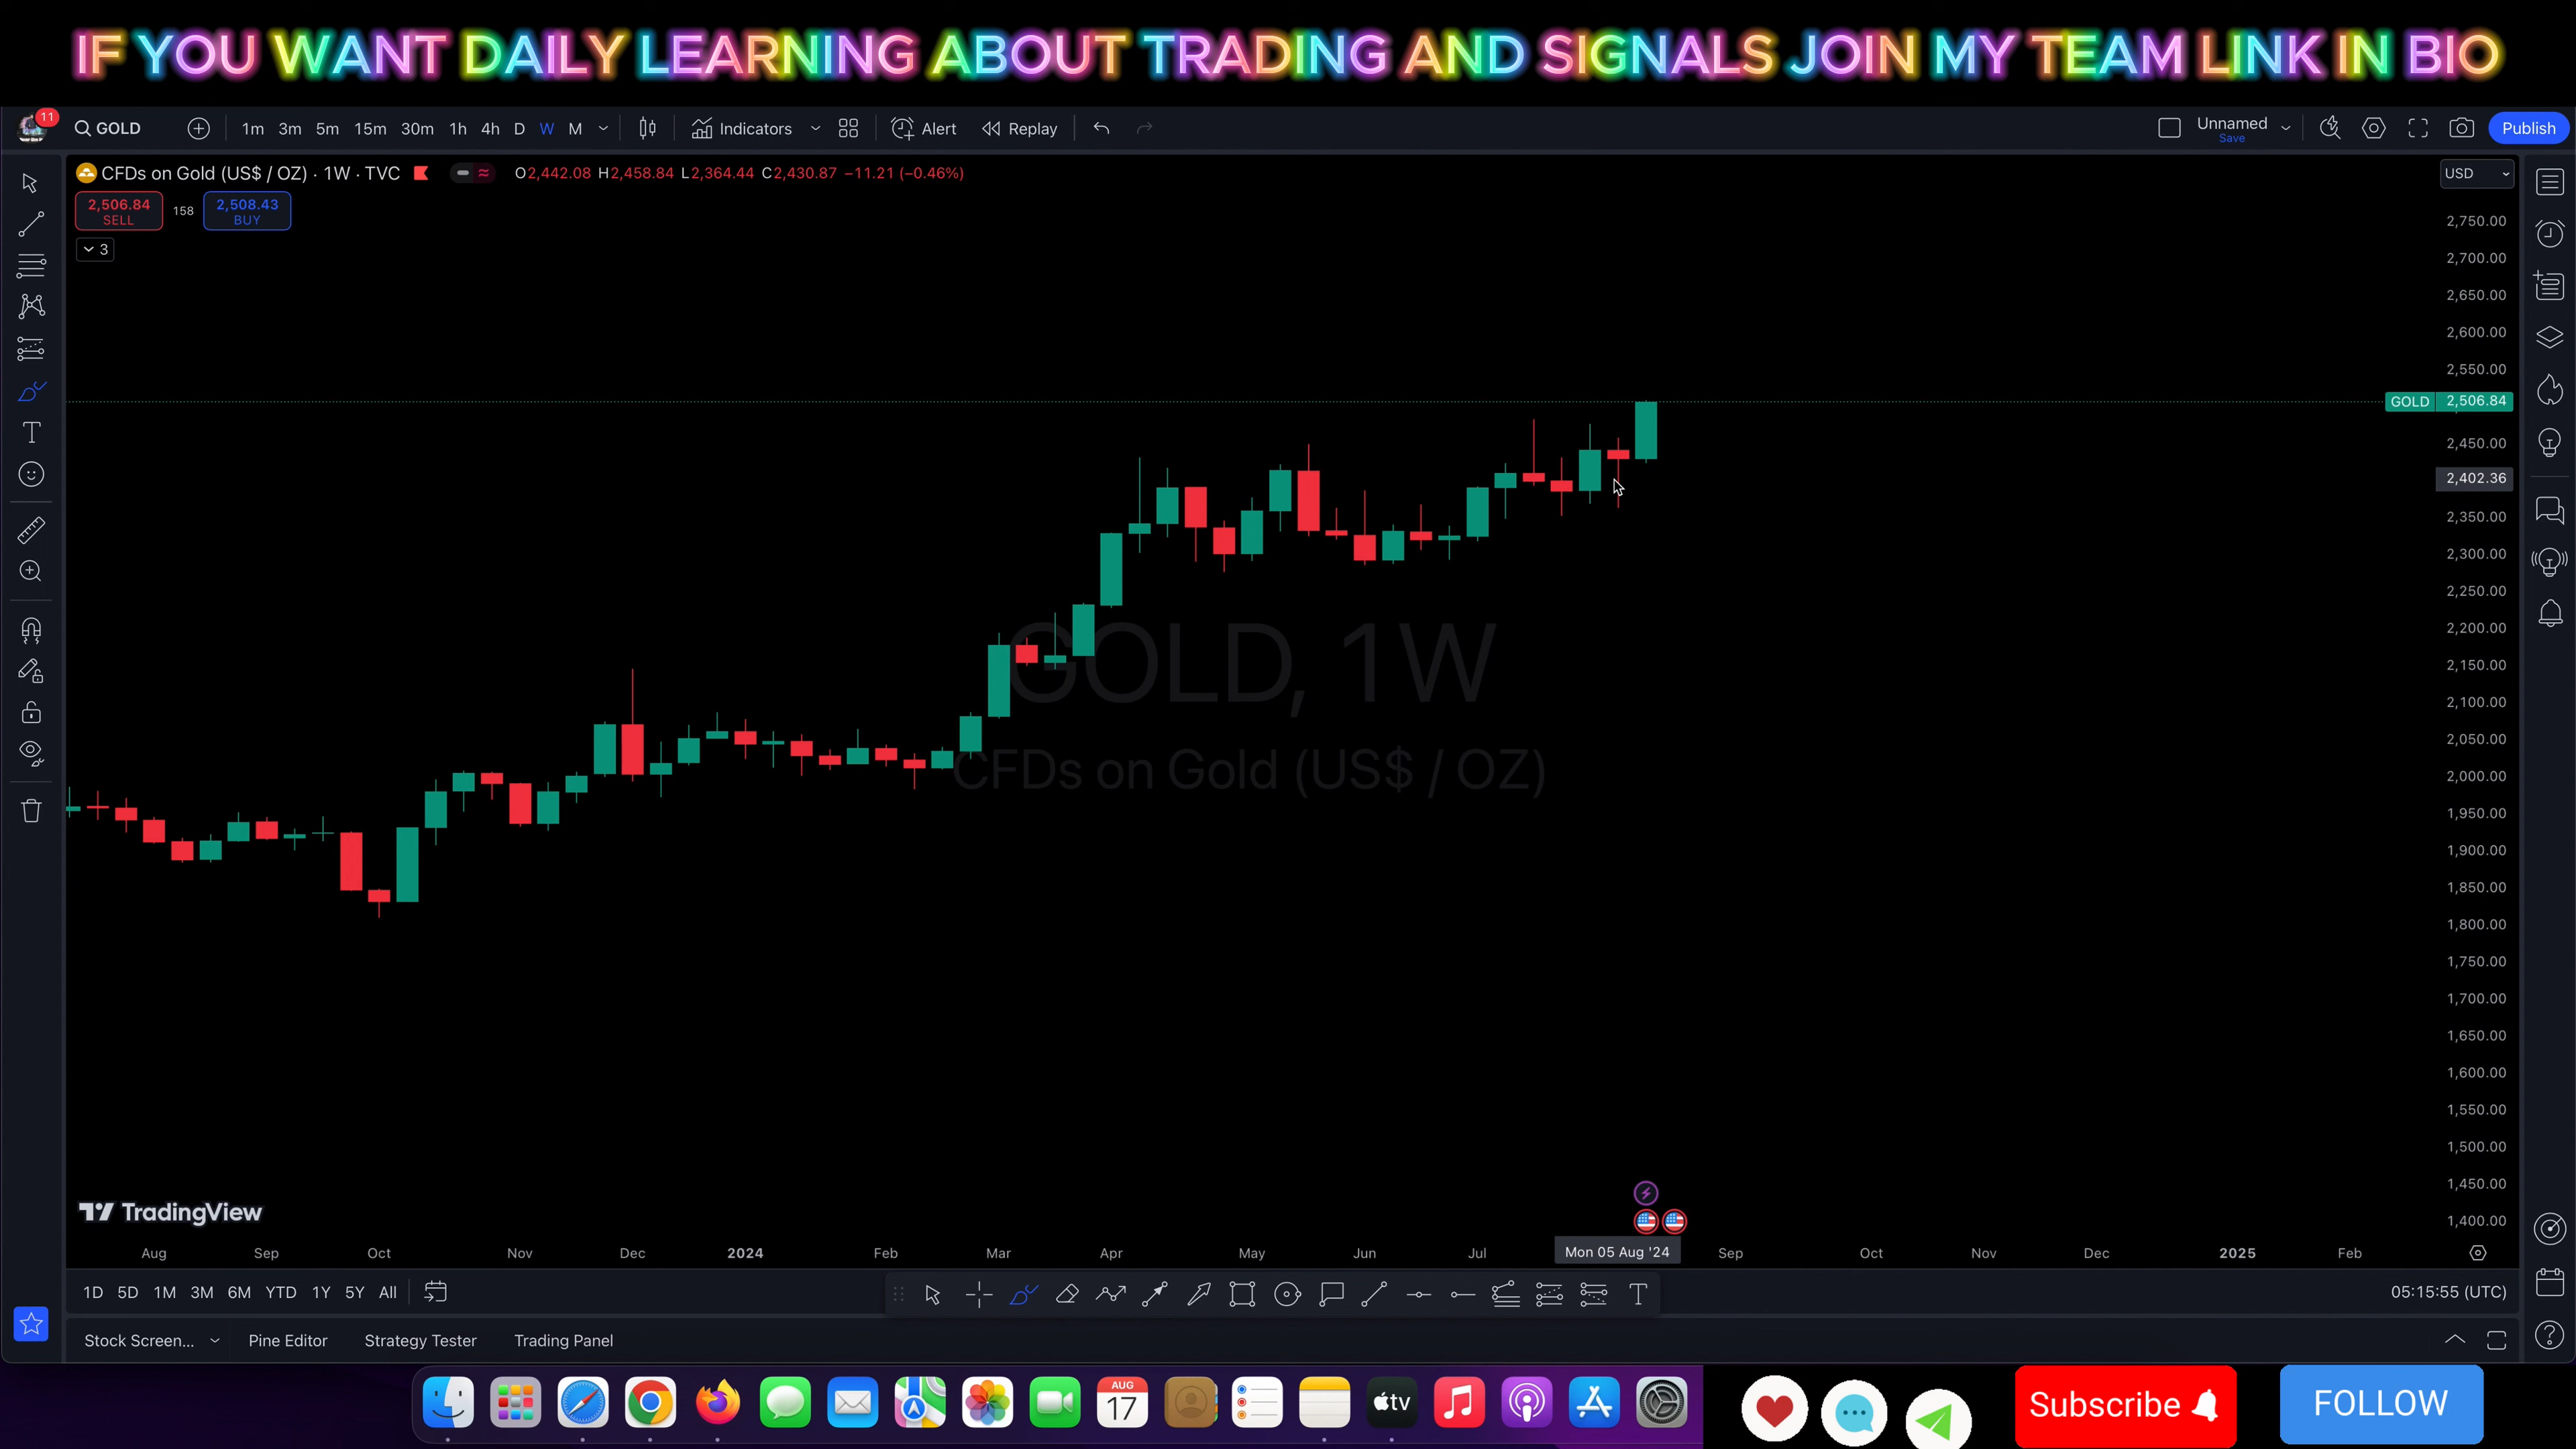 IF YOU WANT DAILY LEARNING ABOUT TRADING AND SIGNALS JOIN MY TEAM LINK IN BIO
11
GOLD 1m 3m 5m 15m 30m 1h 4h D W M Indicators Alert Replay Unnamed Save Publish
CFDs on Gold (US$ / OZ) · 1W · TVC O2,442.08 H2,458.84 L2,364.44 C2,430.87 −11.21 (−0.46%) USD
2,506.84 SELL 158 2,508.43 BUY
3
2,750.00
2,700.00
2,650.00
2,600.00
2,550.00
GOLD 2,506.84
2,450.00
2,402.36
2,350.00
2,300.00
2,250.00
2,200.00
2,150.00
2,100.00
2,050.00
2,000.00
1,950.00
1,900.00
1,850.00
1,800.00
1,750.00
1,700.00
1,650.00
1,600.00
1,550.00
1,500.00
1,450.00
1,400.00
GOLD, 1W
CFDs on Gold (US$ / OZ)
TradingView
Aug Sep Oct Nov Dec 2024 Feb Mar Apr May Jun Jul Mon 05 Aug '24 Sep Oct Nov Dec 2025 Feb
1D 5D 1M 3M 6M YTD 1Y 5Y All 05:15:55 (UTC)
Stock Screen... Pine Editor Strategy Tester Trading Panel
AUG
17
tv
Subscribe
FOLLOW